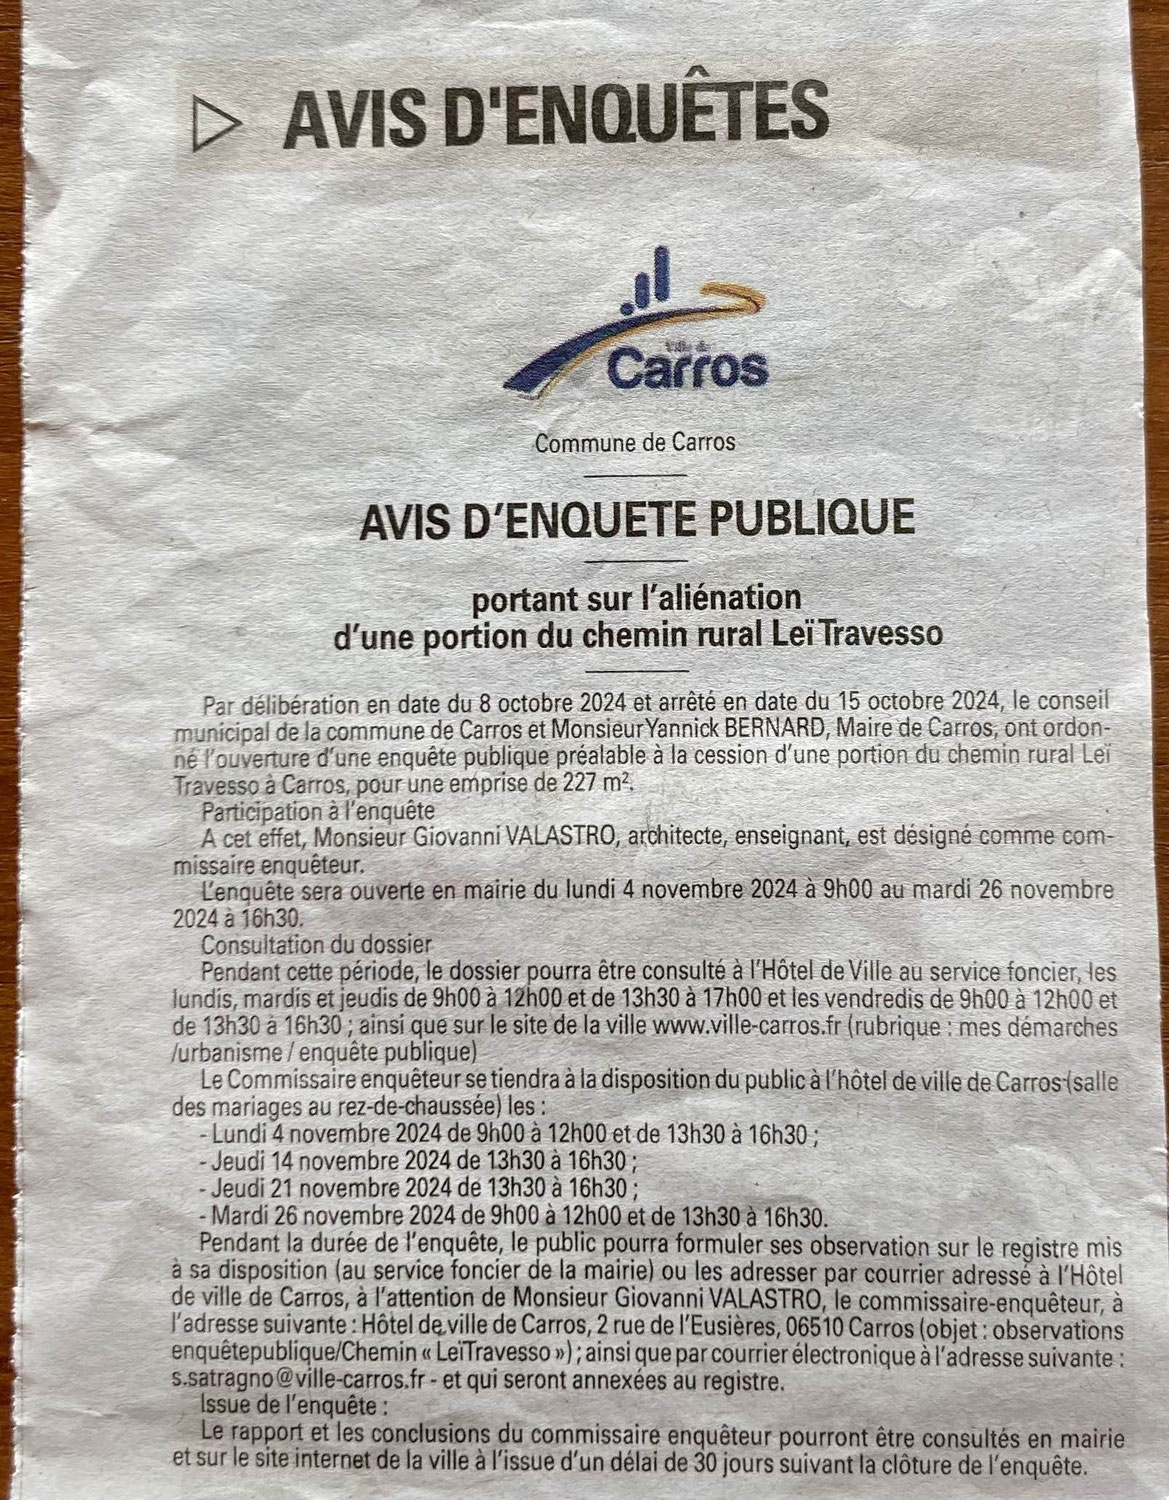 AVIS D'ENQUÊTES
Ville de
Carros
Commune de Carros
AVIS D'ENQUETE PUBLIQUE
portant sur l'aliénation
d'une portion du chemin rural Leï Travesso
Par délibération en date du 8 octobre 2024 et arrêté en date du 15 octobre 2024, le conseil
municipal de la commune de Carros et Monsieur Yannick BERNARD, Maire de Carros, ont ordon-
né l'ouverture d'une enquête publique préalable à la cession d'une portion du chemin rural Leï
Travesso à Carros, pour une emprise de 227 m².
Participation à l'enquête
A cet effet, Monsieur Giovanni VALASTRO, architecte, enseignant, est désigné comme com-
missaire enquêteur.
L'enquête sera ouverte en mairie du lundi 4 novembre 2024 à 9h00 au mardi 26 novembre
2024 à 16h30.
Consultation du dossier
Pendant cette période, le dossier pourra être consulté à l'Hôtel de Ville au service foncier, les
lundis, mardis et jeudis de 9h00 à 12h00 et de 13h30 à 17h00 et les vendredis de 9h00 à 12h00 et
de 13h30 à 16h30 ; ainsi que sur le site de la ville www.ville-carros.fr (rubrique : mes démarches
/urbanisme / enquête publique)
Le Commissaire enquêteur se tiendra à la disposition du public à l'hôtel de ville de Carros (salle
des mariages au rez-de-chaussée) les :
- Lundi 4 novembre 2024 de 9h00 à 12h00 et de 13h30 à 16h30 ;
- Jeudi 14 novembre 2024 de 13h30 à 16h30 ;
- Jeudi 21 novembre 2024 de 13h30 à 16h30 ;
- Mardi 26 novembre 2024 de 9h00 à 12h00 et de 13h30 à 16h30.
Pendant la durée de l'enquête, le public pourra formuler ses observation sur le registre mis
à sa disposition (au service foncier de la mairie) ou les adresser par courrier adressé à l'Hôtel
de ville de Carros, à l'attention de Monsieur Giovanni VALASTRO, le commissaire-enquêteur, à
l'adresse suivante : Hôtel de ville de Carros, 2 rue de l'Eusières, 06510 Carros (objet : observations
enquêtepublique/Chemin « LeïTravesso ») ; ainsi que par courrier électronique à l'adresse suivante :
s.satragno@ville-carros.fr - et qui seront annexées au registre.
Issue de l'enquête :
Le rapport et les conclusions du commissaire enquêteur pourront être consultés en mairie
et sur le site internet de la ville à l'issue d'un délai de 30 jours suivant la clôture de l'enquête.